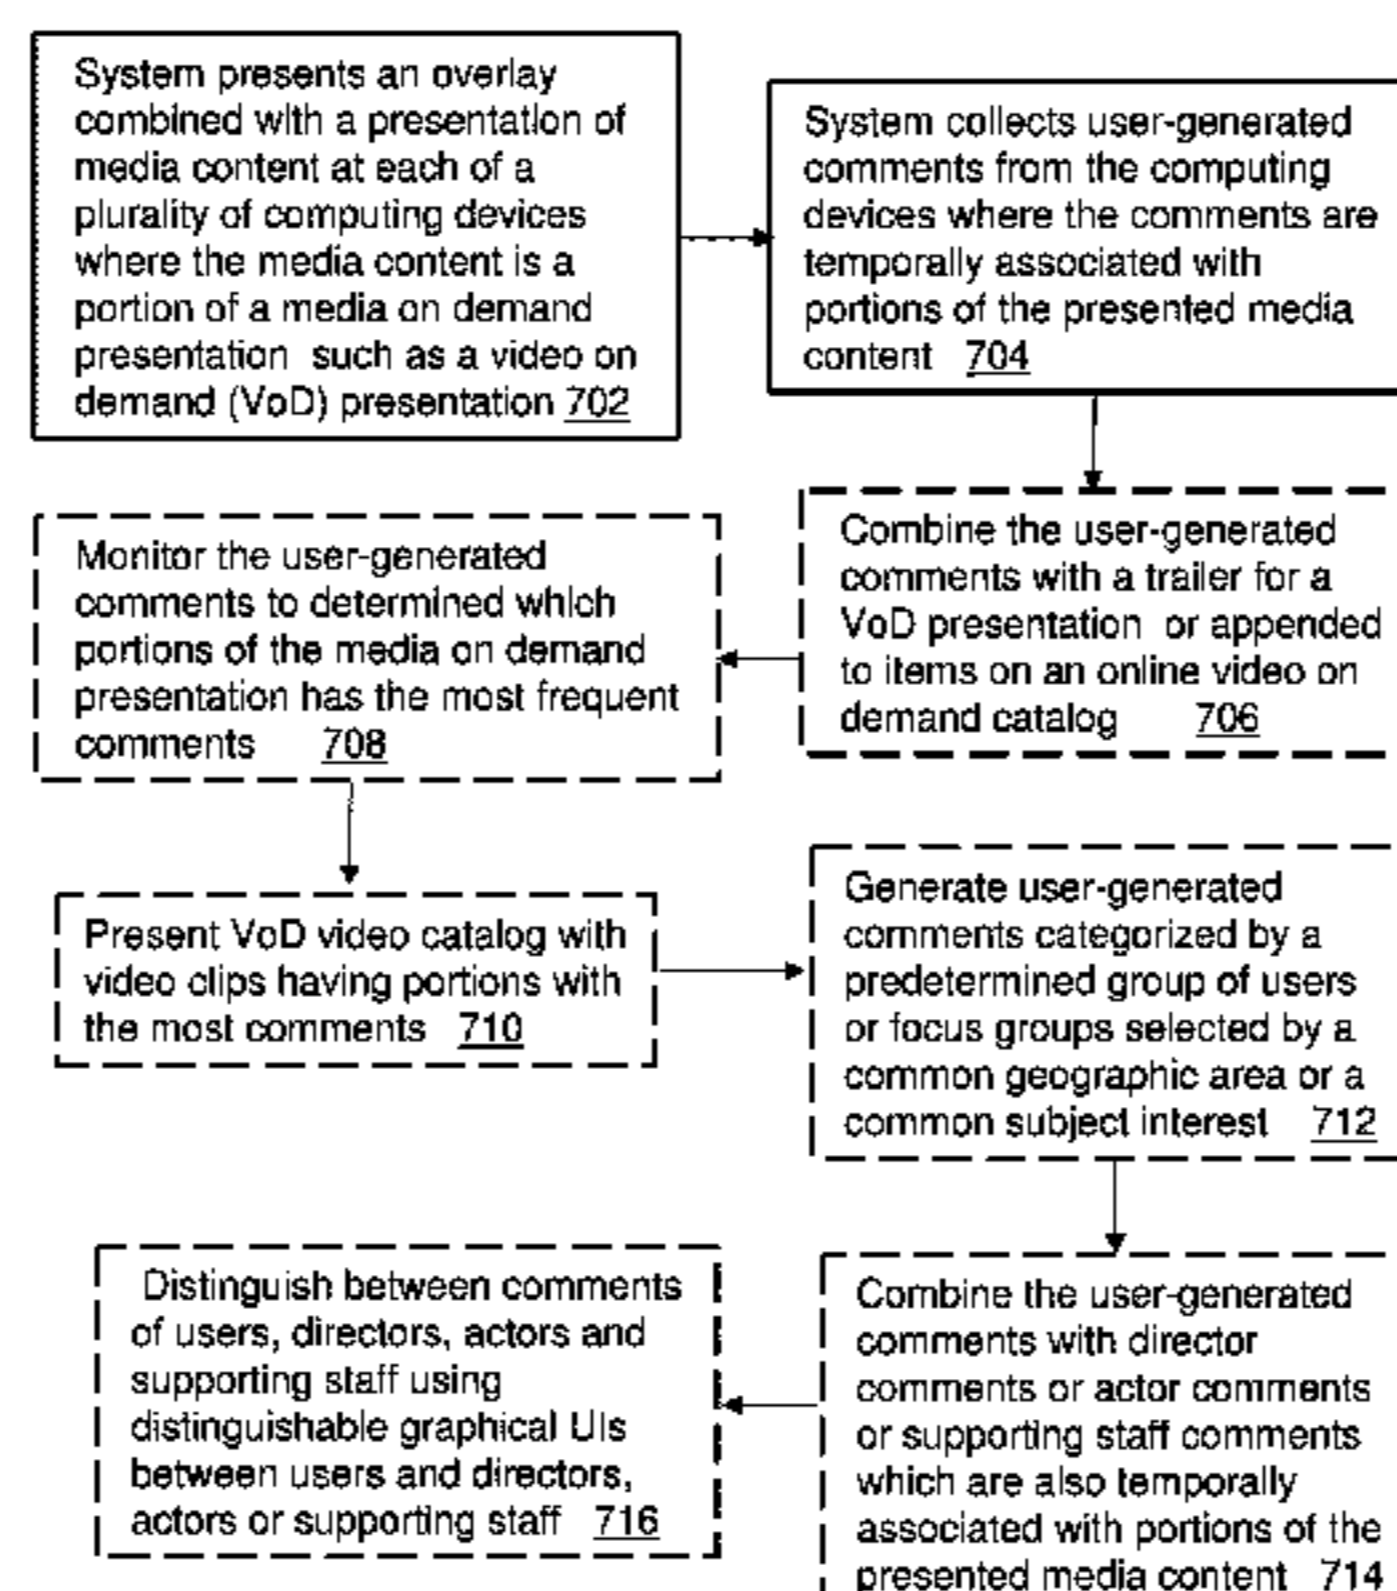 System presents an overlay
combined with a presentation of
media content at each of a
plurality of computing devices
where the media content is a
portion of a media on demand
presentation such as a video on
demand (VoD) presentation 702
System collects user-generated
comments from the computing
devices where the comments are
temporally associated with
portions of the presented media
content 704
Combine the user-generated
comments with a trailer for a
VoD presentation or appended
to items on an online video on
demand catalog 706
Monitor the user-generated
comments to determined which
portions of the media on demand
presentation has the most frequent
comments 708
Present VoD video catalog with
video clips having portions with
the most comments 710
Generate user-generated
comments categorized by a
predetermined group of users
or focus groups selected by a
common geographic area or a
common subject interest 712
Combine the user-generated
comments with director
comments or actor comments
or supporting staff comments
which are also temporally
associated with portions of the
presented media content 714
Distinguish between comments
of users, directors, actors and
supporting staff using
distinguishable graphical UIs
between users and directors,
actors or supporting staff 716